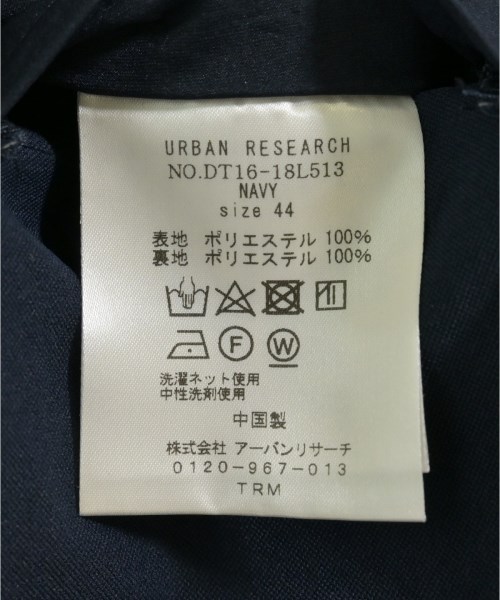 URBAN RESEARCH
NO.DT16-18L513
NAVY
size 44
表地 ポリエステル 100%
裏地 ポリエステル 100%
F W
洗濯ネット使用
中性洗剤使用
中国製
株式会社 アーバンリサーチ
0120-967-013
TRM